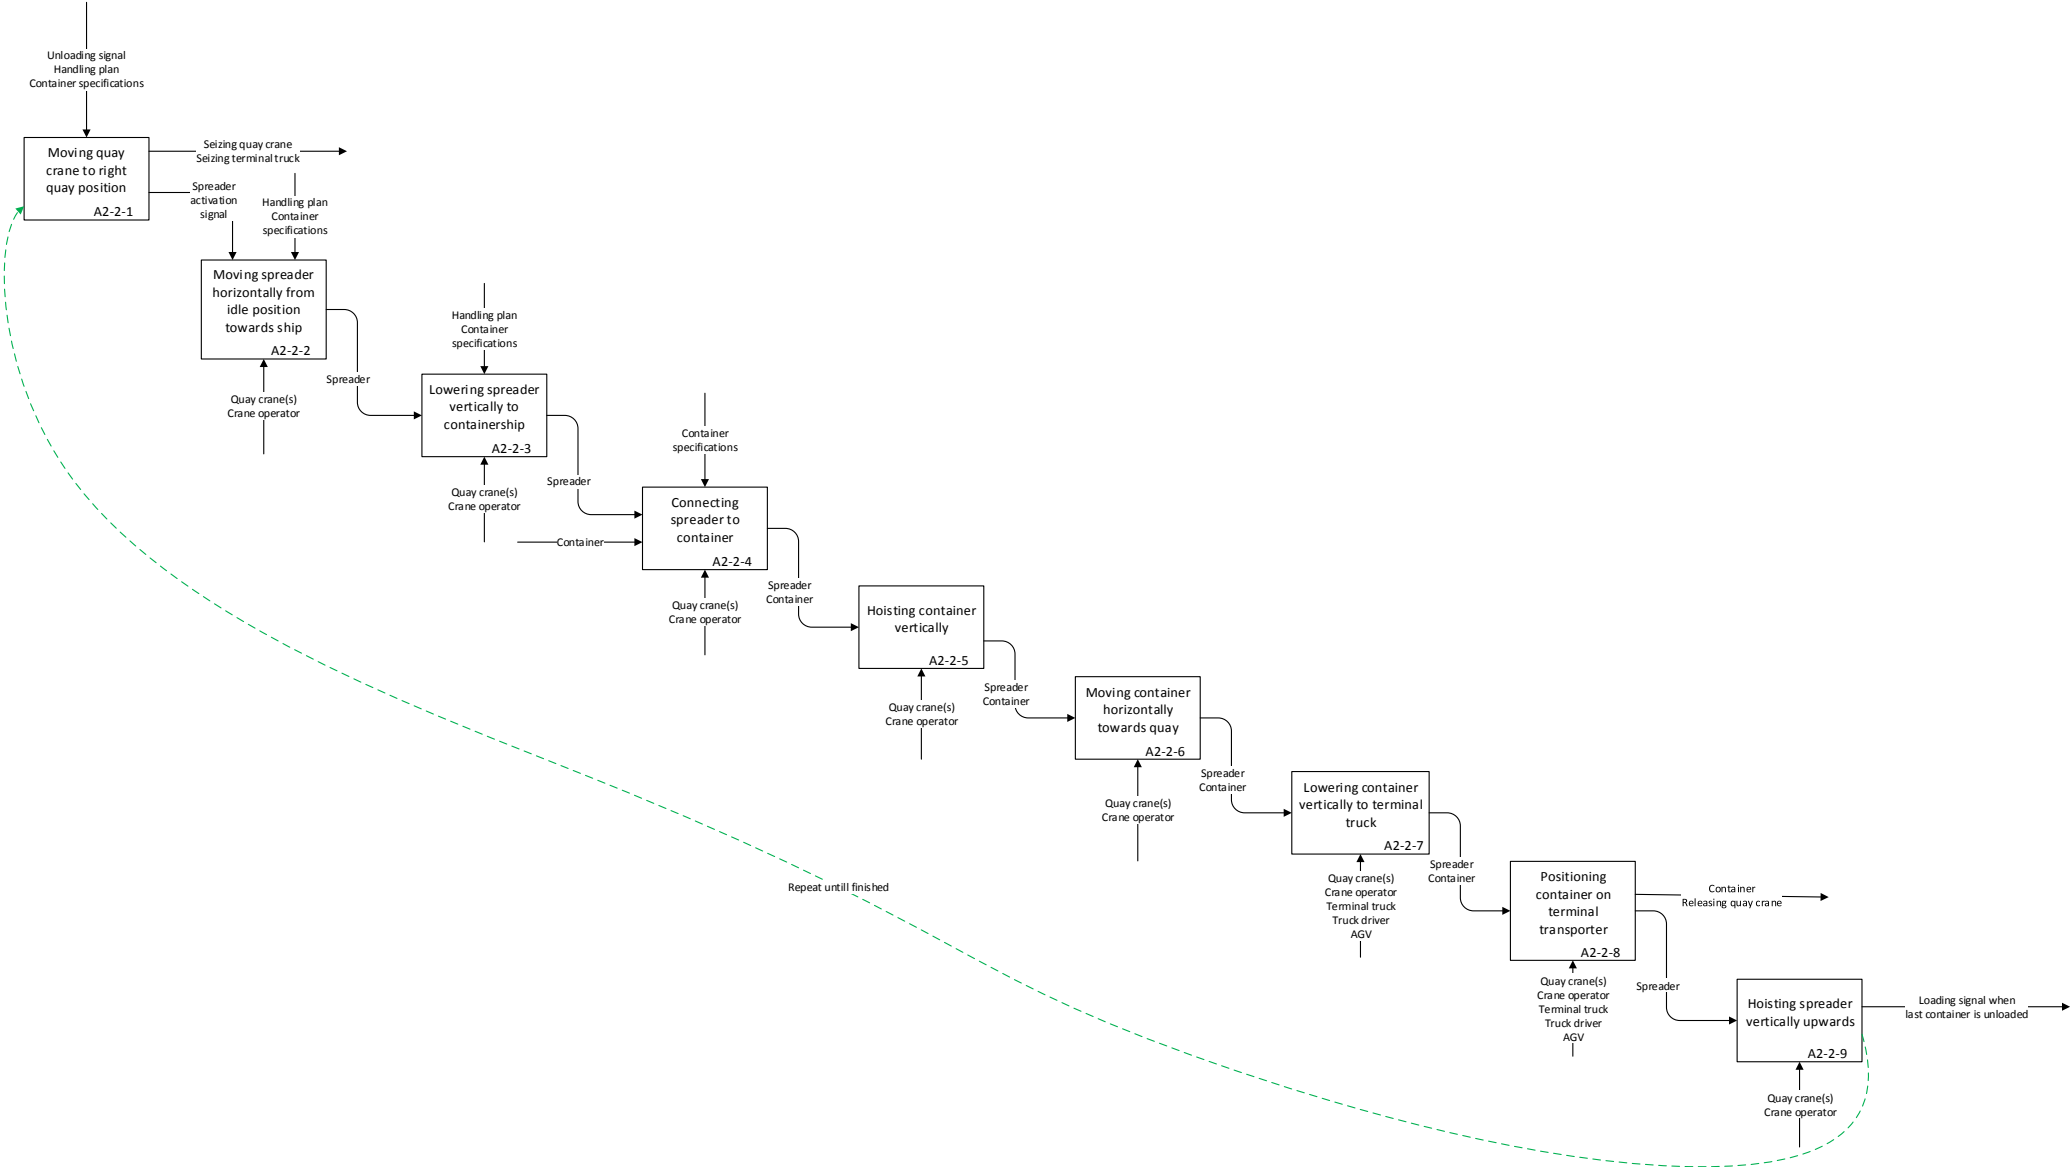 Unloading signal
Handling plan
Container specifications
Moving quay
crane to right
quay position
A2-2-1
Seizing quay crane
Seizing terminal truck
Spreader
activation
signal
Handling plan
Container
specifications
Moving spreader
horizontally from
idle position
towards ship
A2-2-2
Quay crane(s)
Crane operator
Spreader
Handling plan
Container
specifications
Lowering spreader
vertically to
containership
A2-2-3
Quay crane(s)
Crane operator
Spreader
Container
specifications
Container
Connecting
spreader to
container
A2-2-4
Quay crane(s)
Crane operator
Spreader
Container
Hoisting container
vertically
A2-2-5
Quay crane(s)
Crane operator
Spreader
Container
Moving container
horizontally
towards quay
A2-2-6
Quay crane(s)
Crane operator
Spreader
Container
Lowering container
vertically to terminal
truck
A2-2-7
Quay crane(s)
Crane operator
Terminal truck
Truck driver
AGV
Spreader
Container
Positioning
container on
terminal
transporter
A2-2-8
Container
Releasing quay crane
Quay crane(s)
Crane operator
Terminal truck
Truck driver
AGV
Spreader
Hoisting spreader
vertically upwards
A2-2-9
Loading signal when
last container is unloaded
Quay crane(s)
Crane operator
Repeat untill finished